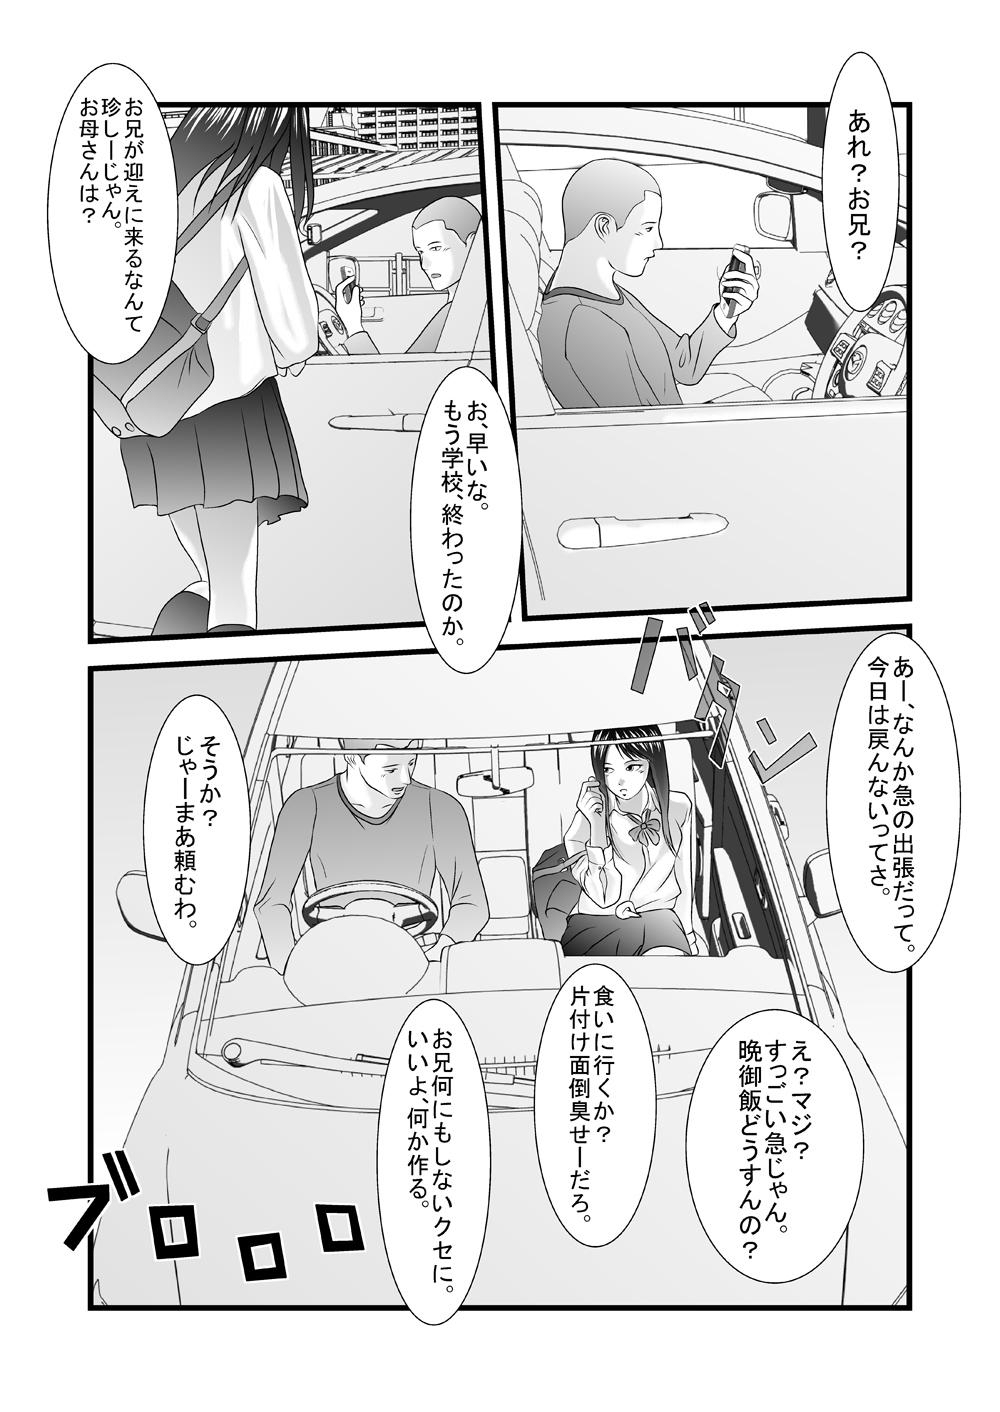 あれ?お兄?
お、早いな。
もう学校、終わったのか。
お兄が迎えに来るなんて
珍しーじゃん。
お母さんは?
あー、なんか急の出張だって。
今日は戻んないってさ。
え?マジ?
すっごい急じゃん。
晩御飯どうすんの?
食いに行くか?
片付け面倒臭せーだろ。
お兄何にもしないクセに。
いいよ、何か作る。
そうか?
じゃーまあ頼むわ。
バタン
ブロロロ